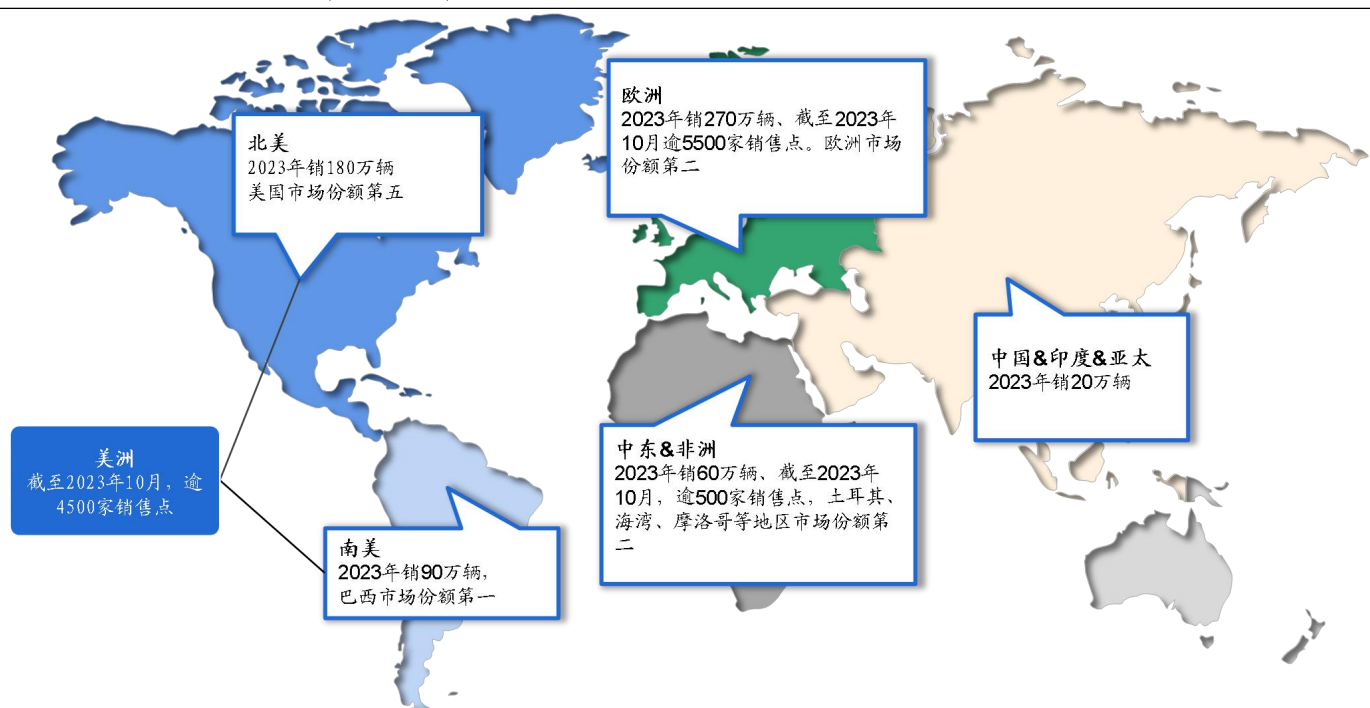 北美
2023年销180万辆
美国市场份额第五
欧洲
2023年销270万辆、截至2023年
10月逾5500家销售点。欧洲市场
份额第二
中国&印度&亚太
2023年销20万辆
美洲
截至2023年10月，逾
4500家销售点
中东&非洲
2023年销60万辆、截至2023年
10月，逾500家销售点，土耳其、
海湾、摩洛哥等地区市场份额第
二
南美
2023年销90万辆，
巴西市场份额第一